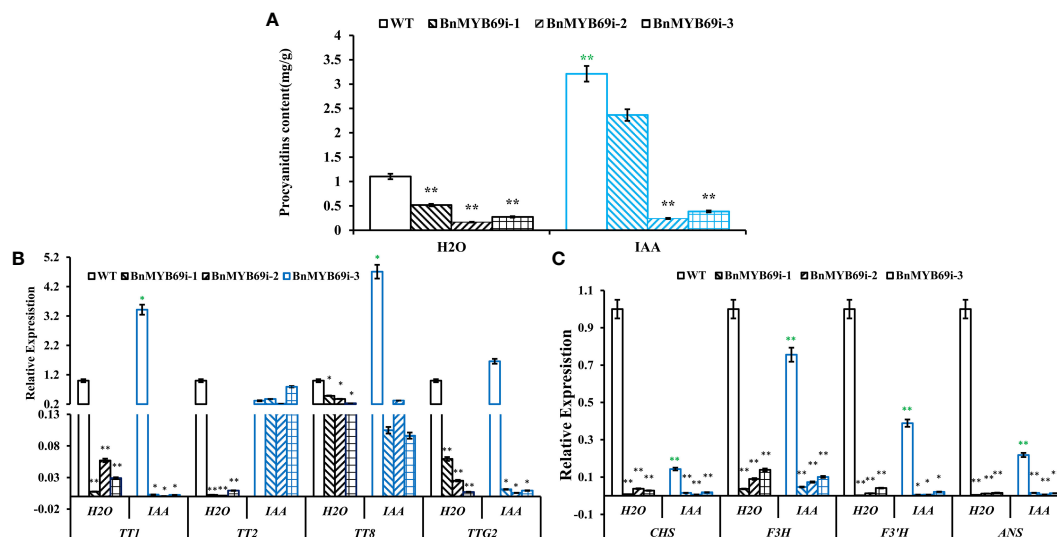 A
WT BnMYB69i-1 BnMYB69i-2 BnMYB69i-3
Procyanidins content(mg/g)
4
3.5
3
2.5
2
1.5
1
0.5
0
** ** ** ** ** **
H2O IAA
B
WT BnMYB69i-1 BnMYB69i-2 BnMYB69i-3
Relative Expresistion
5.2
4.2
3.2
2.2
1.2
0.2
0.13
0.08
0.03
-0.02
** ** ** * * * * ** ** ** * * * * * ** ** ** * * *
H2O IAA H2O IAA H2O IAA H2O IAA
TT1 TT2 TT8 TTG2
C
WT BnMYB69i-1 BnMYB69i-2 BnMYB69i-3
Relative Expresistion
1.1
0.9
0.7
0.5
0.3
0.1
-0.1
** ** ** ** ** ** ** ** ** ** ** ** ** ** ** ** ** ** ** * * * ** ** ** ** ** *
H2O IAA H2O IAA H2O IAA H2O IAA
CHS F3H F3'H ANS